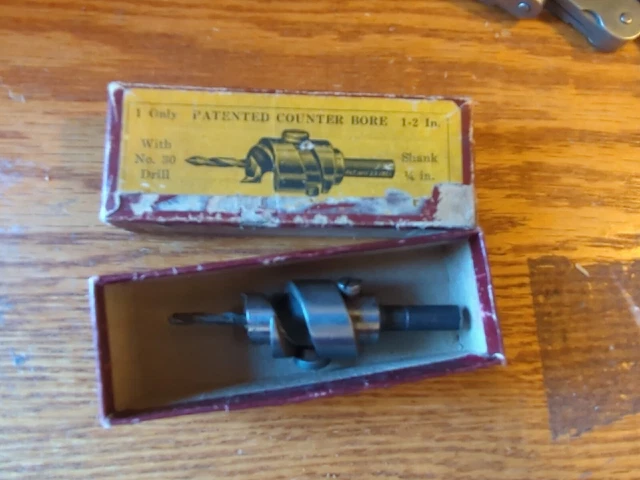 1 Only PATENTED COUNTER BORE 1-2 In.
With
No. 30
Drill
Shank
¼ in.